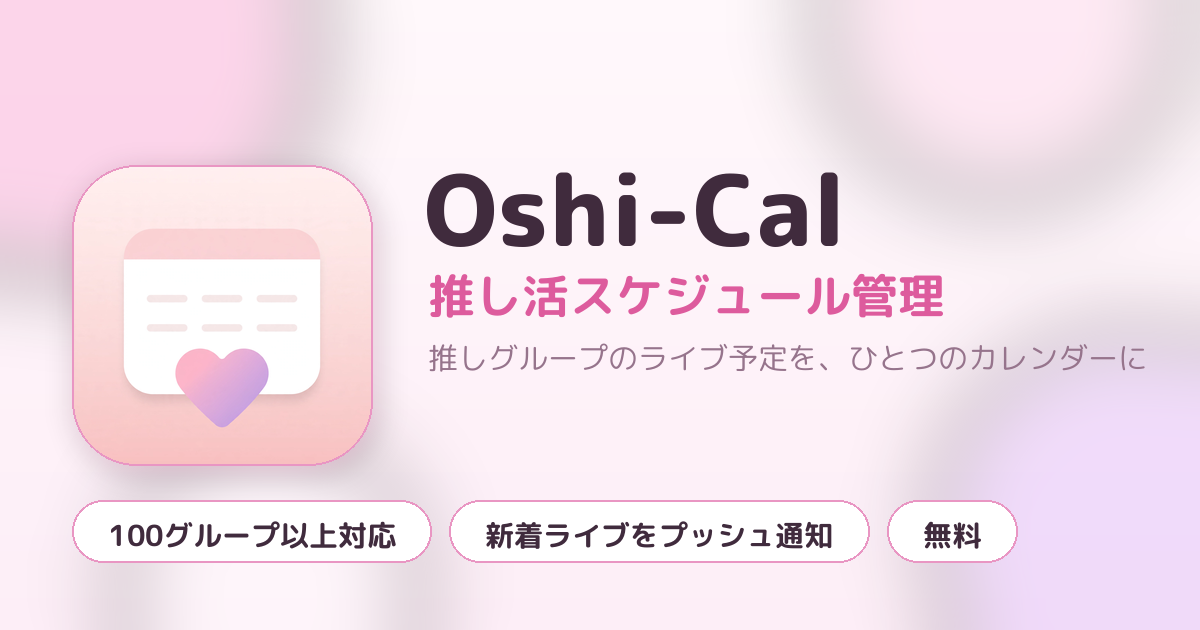 Oshi-Cal
推し活スケジュール管理
推しグループのライブ予定を、ひとつのカレンダーに
100グループ以上対応
新着ライブをプッシュ通知
無料